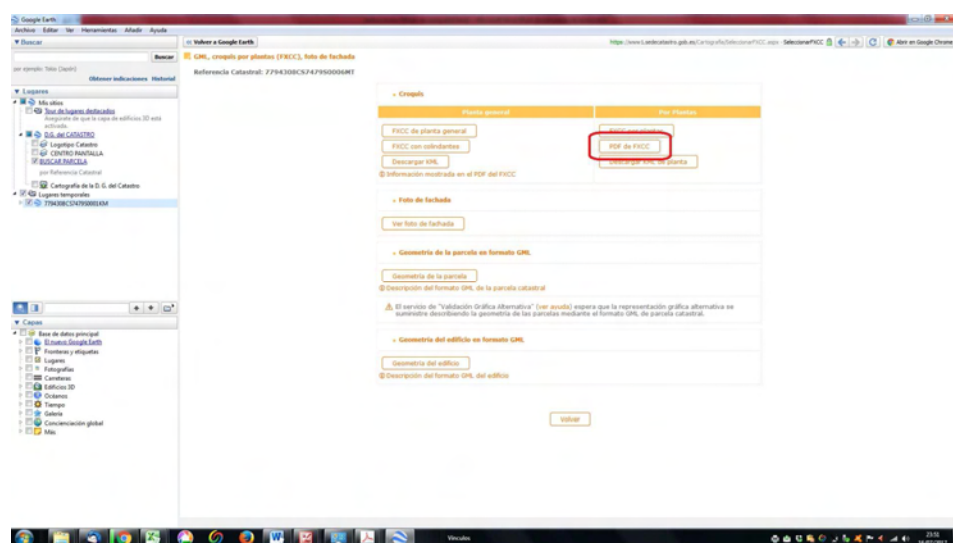 Google Earth
Archivo Editar Ver Herramientas Añadir Ayuda
▼ Buscar
Buscar
por ejemplo: Tokio (Japón)
Obtener indicaciones Historial
▼ Lugares
Mis sitios
Tour de lugares destacados
Asegúrate de que la capa de edificios 3D está
activada.
D.G. del CATASTRO
Logotipo Catastro
CENTRO PANTALLA
BUSCAR PARCELA
por Referencia Catastral
Cartografía de la D. G. del Catastro
Lugares temporales
▼ Capas
Base de datos principal
El nuevo Google Earth
Fronteras y etiquetas
Lugares
Fotografías
Carreteras
Edificios 3D
Océanos
Tiempo
Galería
Concienciación global
Más
<< Volver a Google Earth
Abrir en Google Chrome
GML, croquis por plantas (FXCC), foto de fachada
Referencia Catastral: 7794308CS7479S0006MT
Croquis
Planta general Por Plantas
FXCC de planta general
FXCC con colindantes PDF de FXCC
Descargar KML Descargar KML de planta
Información mostrada en el PDF del FXCC
Foto de fachada
Ver foto de fachada
Geometría de la parcela en formato GML
Geometría de la parcela
Descripción del formato GML de la parcela catastral
El servicio de "Validación Gráfica Alternativa" (ver ayuda) espera que la representación gráfica alternativa se
suministre describiendo la geometría de las parcelas mediante el formato GML de parcela catastral.
Geometría del edificio en formato GML
Geometría del edificio
Descripción del formato GML del edificio
Volver
Vínculos
23:51